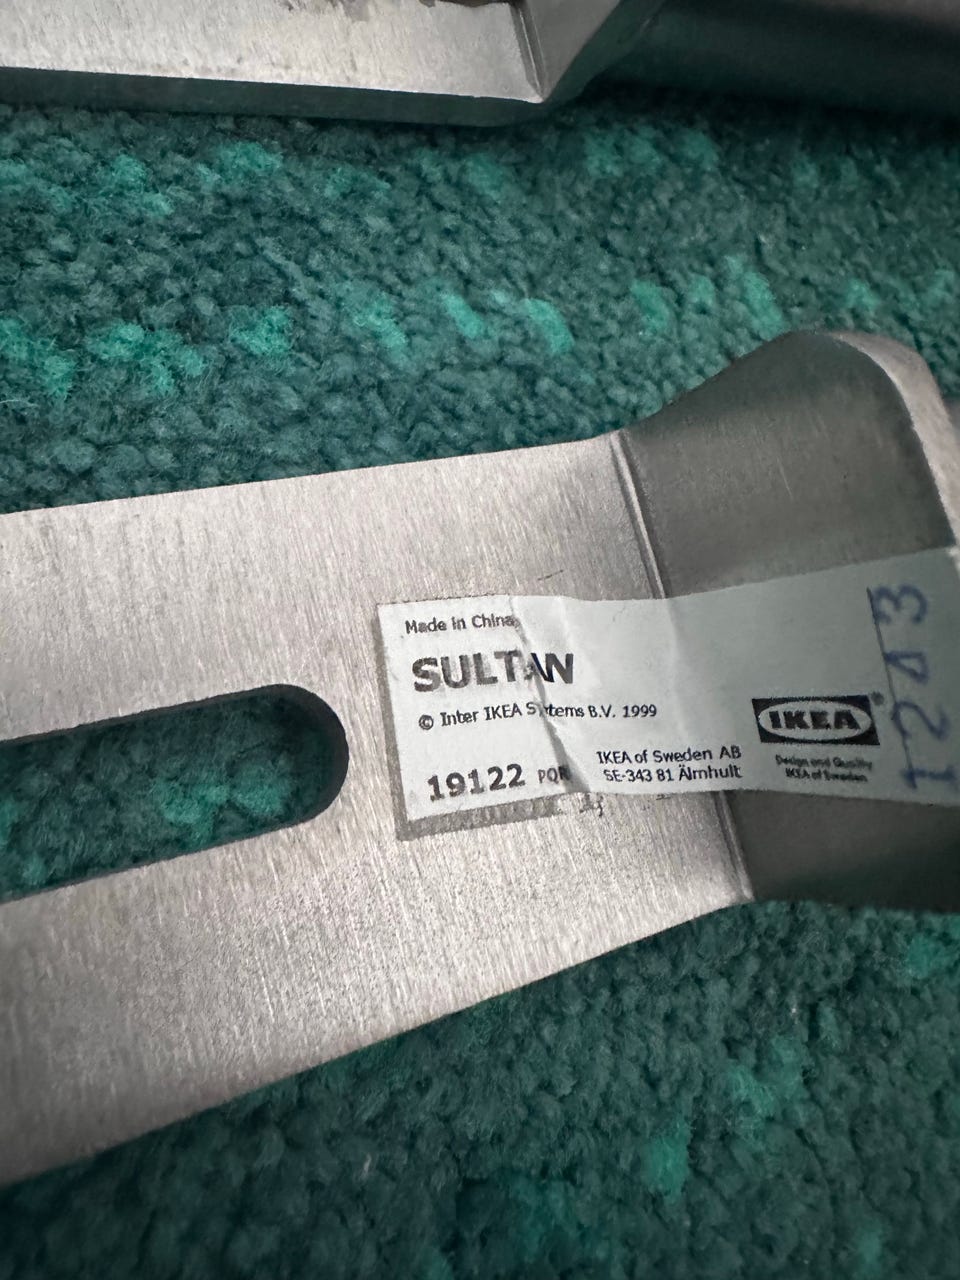 Made in China
SULTAN
© Inter IKEA Systems B.V. 1999
19122 PQR
IKEA of Sweden AB
SE-343 81 Älmhult
IKEA®
Design and Quality
IKEA of Sweden
1243